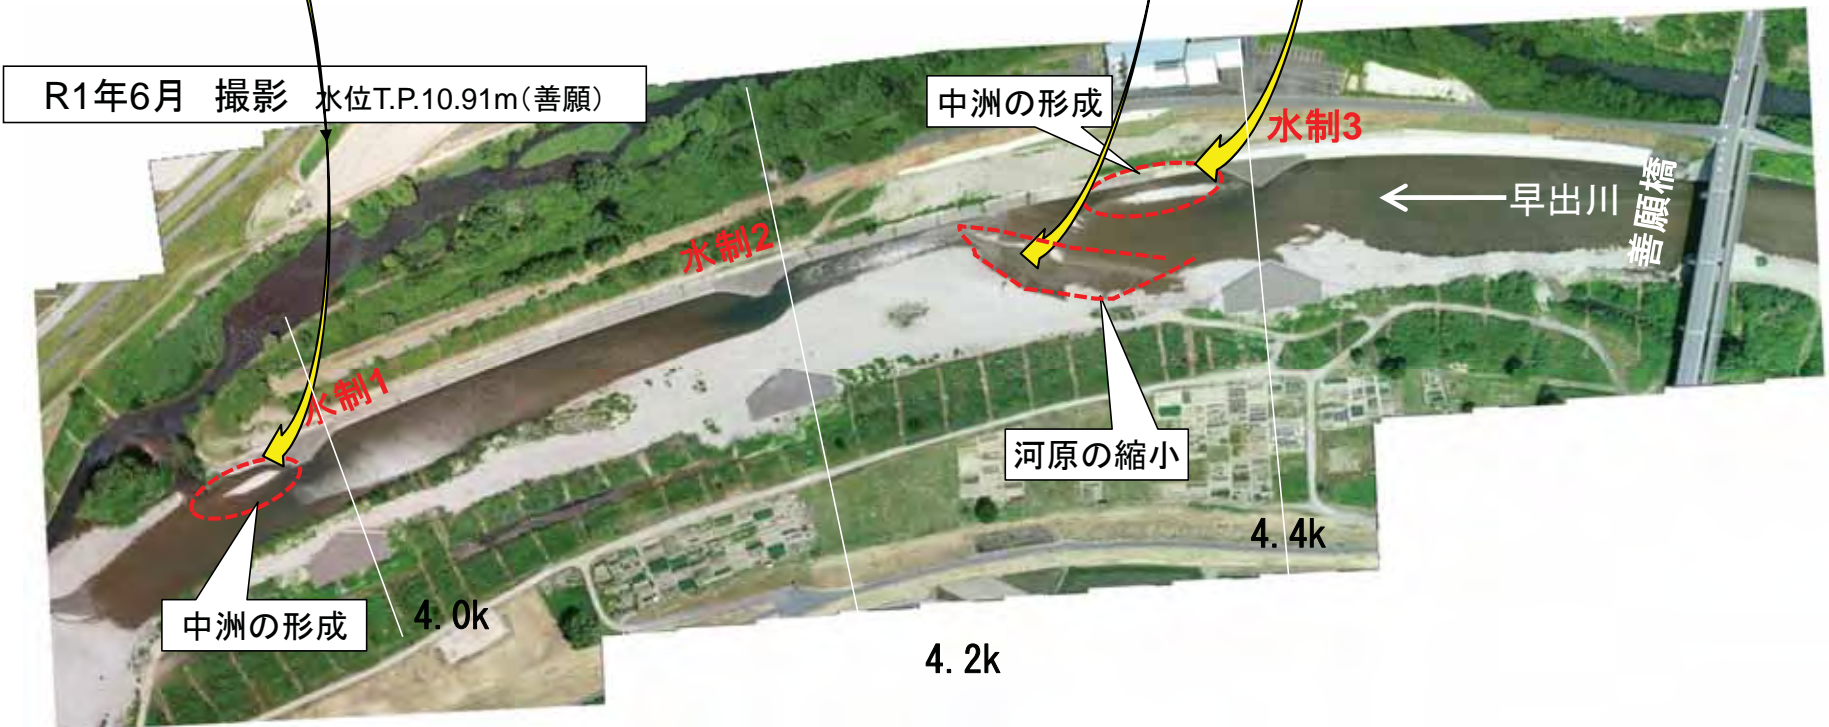 R1年6月　撮影　水位T.P.10.91m（善願）
中洲の形成
水制3
早出川
善願橋
水制2
水制1
河原の縮小
4.4k
中洲の形成
4.0k
4.2k